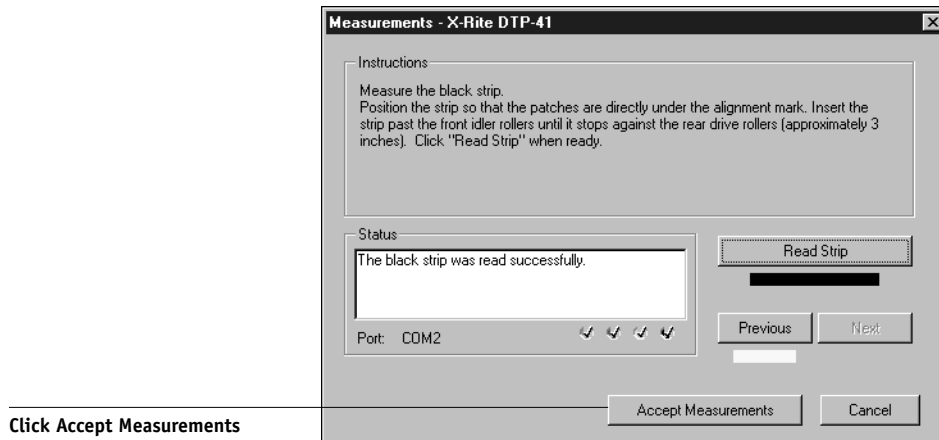 Measurements - X-Rite DTP-41
Instructions
Measure the black strip.
Position the strip so that the patches are directly under the alignment mark. Insert the
strip past the front idler rollers until it stops against the rear drive rollers (approximately 3
inches). Click "Read Strip" when ready.
Status
The black strip was read successfully.
Read Strip
Port: COM2
Previous
Next
Accept Measurements
Cancel
Click Accept Measurements